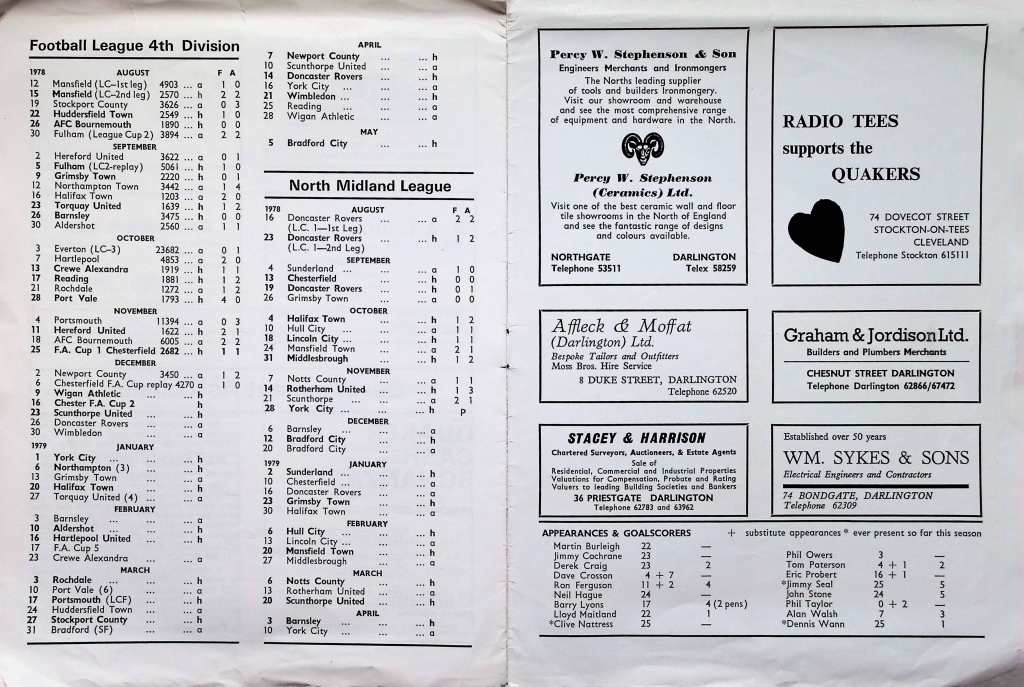 Football League 4th Division
1978 AUGUST F A
12 Mansfield (LC—1st leg) 4903 ... a 1 0
15 Mansfield (LC—2nd leg) 2570 ... h 2 2
19 Stockport County 3626 ... a 0 3
22 Huddersfield Town 2549 ... h 1 0
26 AFC Bournemouth 1890 ... h 0 0
30 Fulham (League Cup 2) 3894 ... a 2 2
SEPTEMBER
2 Hereford United 3622 ... a 0 1
5 Fulham (LC2-replay) 5061 ... h 1 0
9 Grimsby Town 2220 ... h 0 1
12 Northampton Town 3442 ... a 1 4
16 Halifax Town 1203 ... a 2 0
23 Torquay United 1639 ... h 1 2
26 Barnsley 3475 ... h 0 0
30 Aldershot 2560 ... a 1 1
OCTOBER
3 Everton (LC—3) 23682 ... a 0 1
7 Hartlepool 4853 ... a 2 0
13 Crewe Alexandra 1919 ... h 1 1
17 Reading 1881 ... h 1 2
21 Rochdale 1272 ... a 1 2
28 Port Vale 1793 ... h 4 0
NOVEMBER
4 Portsmouth 11394 ... a 0 3
11 Hereford United 1622 ... h 2 1
18 AFC Bournemouth 6005 ... a 2 2
25 F.A. Cup 1 Chesterfield 2682 ... h 1 1
DECEMBER
2 Newport County 3450 ... a 1 2
6 Chesterfield F.A. Cup replay 4270 a 1 0
9 Wigan Athletic ... ... h
16 Chester F.A. Cup 2 h
23 Scunthorpe United ... h
26 Doncaster Rovers ... ... a
30 Wimbledon ... ... a
1979 JANUARY
1 York City ... ... ... h
6 Northampton (3) ... ... h
13 Grimsby Town ... ... a
20 Halifax Town ... ... h
27 Torquay United (4) ... ... a
FEBRUARY
3 Barnsley ... ... ... a
10 Aldershot ... ... h
16 Hartlepool United ... ... h
17 F.A. Cup 5
23 Crewe Alexandra ... a
MARCH
3 Rochdale ... ... ... h
10 Port Vale (6) ... ... a
17 Portsmouth (LCF) ... ... h
24 Huddersfield Town ... ... a
27 Stockport County ... ... h
31 Bradford (SF) ... ... a
APRIL
7 Newport County ... ... h
10 Scunthorpe United ... ... a
14 Doncaster Rovers ... ... h
16 York City ... ... ... a
21 Wimbledon ... ... ... h
25 Reading ... ... a
28 Wigan Athletic ... ... a
MAY
5 Bradford City ... ... h
North Midland League
1978 AUGUST F A
16 Doncaster Rovers ... a 2 2
(L.C. 1—1st Leg)
23 Doncaster Rovers ... h 1 2
(L.C. 1—2nd Leg)
SEPTEMBER
4 Sunderland ... ... ... a 1 0
13 Chesterfield ... ... h 0 0
19 Doncaster Rovers ... ... h 0 1
26 Grimsby Town ... ... a 0 0
OCTOBER
4 Halifax Town ... ... h 1 2
10 Hull City ... ... ... a 1 1
18 Lincoln City ... ... ... h 1 1
24 Mansfield Town ... ... a 2 1
31 Middlesbrough ... ... h 1 2
NOVEMBER
7 Notts County ... ... a 1 1
14 Rotherham United ... ... h 1 3
21 Scunthorpe ... ... a 2 1
28 York City ... ... ... h P
DECEMBER
6 Barnsley ... ... ... a
12 Bradford City ... ... h
20 Bradford City ... ... a
1979 JANUARY
2 Sunderland ... ... ... h
10 Chesterfield ... ... ... a
16 Doncaster Rovers ... ... a
23 Grimsby Town ... ... h
30 Halifax Town ... ... a
FEBRUARY
6 Hull City ... ... ... h
13 Lincoln City ... ... ... a
20 Mansfield Town ... ... h
27 Middlesbrough ... ... a
MARCH
6 Notts County ... ... h
13 Rotherham United ... ... a
20 Scunthorpe United ... ... h
APRIL
3 Barnsley ... ... ... h
10 York City ... ... ... a
Percy W. Stephenson & Son
Engineers Merchants and Ironmongers
The Norths leading supplier
of tools and builders Ironmongery.
Visit our showroom and warehouse
and see the most comprehensive range
of equipment and hardware in the North.
Percy W. Stephenson
(Ceramics) Ltd.
Visit one of the best ceramic wall and floor
tile showrooms in the North of England
and see the fantastic range of designs
and colours available.
NORTHGATE DARLINGTON
Telephone 53511 Telex 58259
RADIO TEES
supports the
QUAKERS
74 DOVECOT STREET
STOCKTON-ON-TEES
CLEVELAND
Telephone Stockton 615111
Affleck & Moffat
(Darlington) Ltd.
Bespoke Tailors and Outfitters
Moss Bros. Hire Service
8 DUKE STREET, DARLINGTON
Telephone 62520
Graham & Jordison Ltd.
Builders and Plumbers Merchants
CHESNUT STREET DARLINGTON
Telephone Darlington 62866/67472
STACEY & HARRISON
Chartered Surveyors, Auctioneers, & Estate Agents
Sale of
Residential, Commercial and Industrial Properties
Valuations for Compensation, Probate and Rating
Valuers to leading Building Societies and Bankers
36 PRIESTGATE DARLINGTON
Telephone 62783 and 63962
Established over 50 years
WM. SYKES & SONS
Electrical Engineers and Contractors
74 BONDGATE, DARLINGTON
Telephone 62309
APPEARANCES & GOALSCORERS + substitute appearances * ever present so far this season
Martin Burleigh 22 —
Jimmy Cochrane 23 —
Derek Craig 23 2
Dave Crosson 4 + 7 —
Ron Ferguson 11 + 2 4
Neil Hague 24 —
Barry Lyons 17 4 (2 pens)
Lloyd Maitland 22 1
*Clive Nattress 25 —
Phil Owers 3 —
Tom Paterson 4 + 1 2
Eric Probert 16 + 1 —
*Jimmy Seal 25 5
John Stone 24 5
Phil Taylor 0 + 2 —
Alan Walsh 7 3
*Dennis Wann 25 1